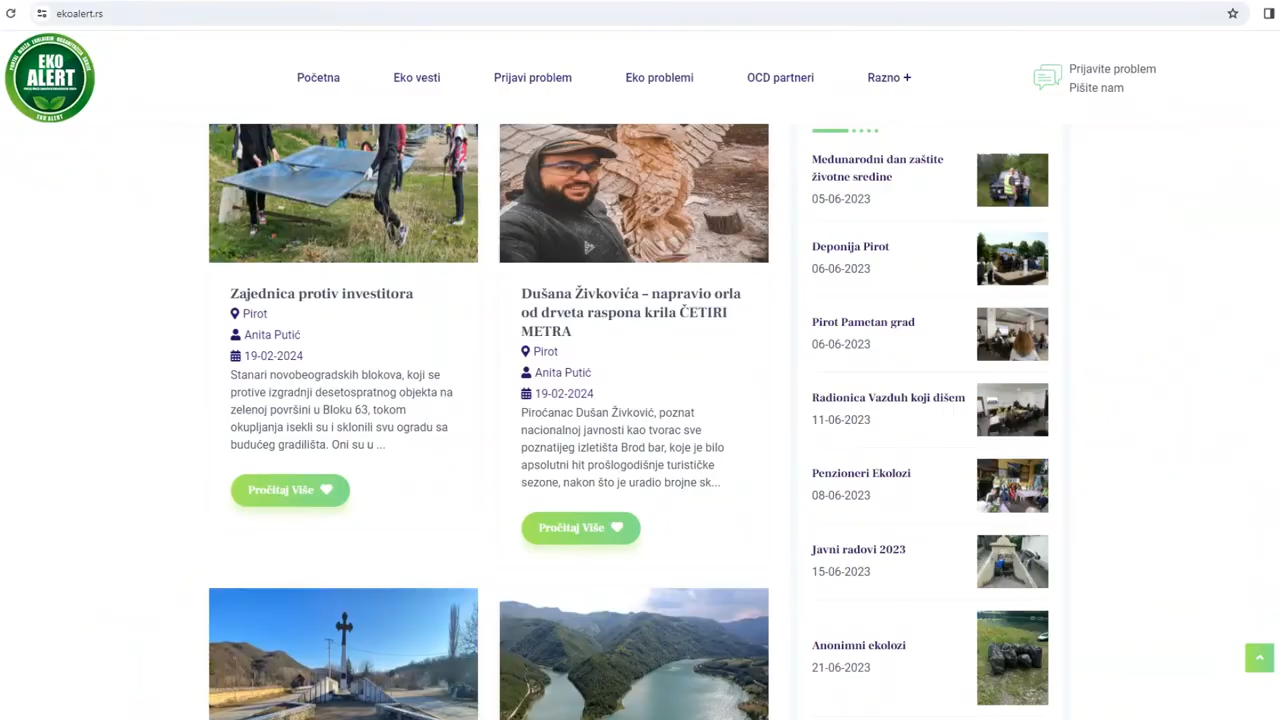 ekoalert.rs
EKO
ALERT
EKO ALERT
Početna
Eko vesti
Prijavi problem
Eko problemi
OCD partneri
Razno +
Prijavite problem
Pišite nam
Zajednica protiv investitora
Pirot
Anita Putić
19-02-2024
Stanari novobeogradskih blokova, koji se
protive izgradnji desetospratnog objekta na
zelenoj površini u Bloku 63, tokom
okupljanja isekli su i sklonili svu ogradu sa
budućeg gradilišta. Oni su u ...
Pročitaj Više
Dušana Živkovića – napravio orla
od drveta raspona krila ČETIRI
METRA
Pirot
Anita Putić
19-02-2024
Piroćanac Dušan Živković, poznat
nacionalnoj javnosti kao tvorac sve
poznatijeg izletišta Brod bar, koje je bilo
apsolutni hit prošlogodišnje turističke
sezone, nakon što je uradio brojne sk...
Pročitaj Više
Međunarodni dan zaštite
životne sredine
05-06-2023
Deponija Pirot
06-06-2023
Pirot Pametan grad
06-06-2023
Radionica Vazduh koji dišem
11-06-2023
Penzioneri Ekolozi
08-06-2023
Javni radovi 2023
15-06-2023
Anonimni ekolozi
21-06-2023